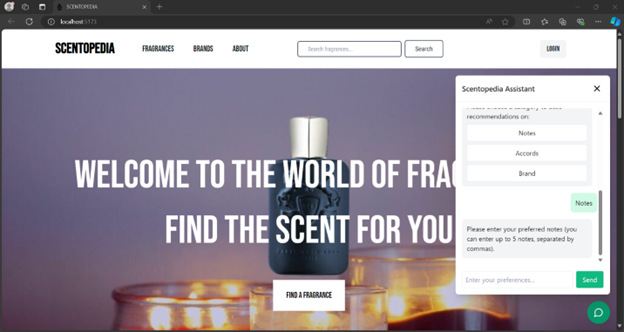 SCENTOPEDIA
localhost:5173
SCENTOPEDIA FRAGRANCES BRANDS ABOUT Search fragrances... Search LOGIN
WELCOME TO THE WORLD OF FRAG
FIND THE SCENT FOR YOU
FIND A FRAGRANCE
Scentopedia Assistant
recommendations on:
Notes
Accords
Brand
Notes
Please enter your preferred notes (you
can enter up to 5 notes, separated by
commas).
Enter your preferences...
Send